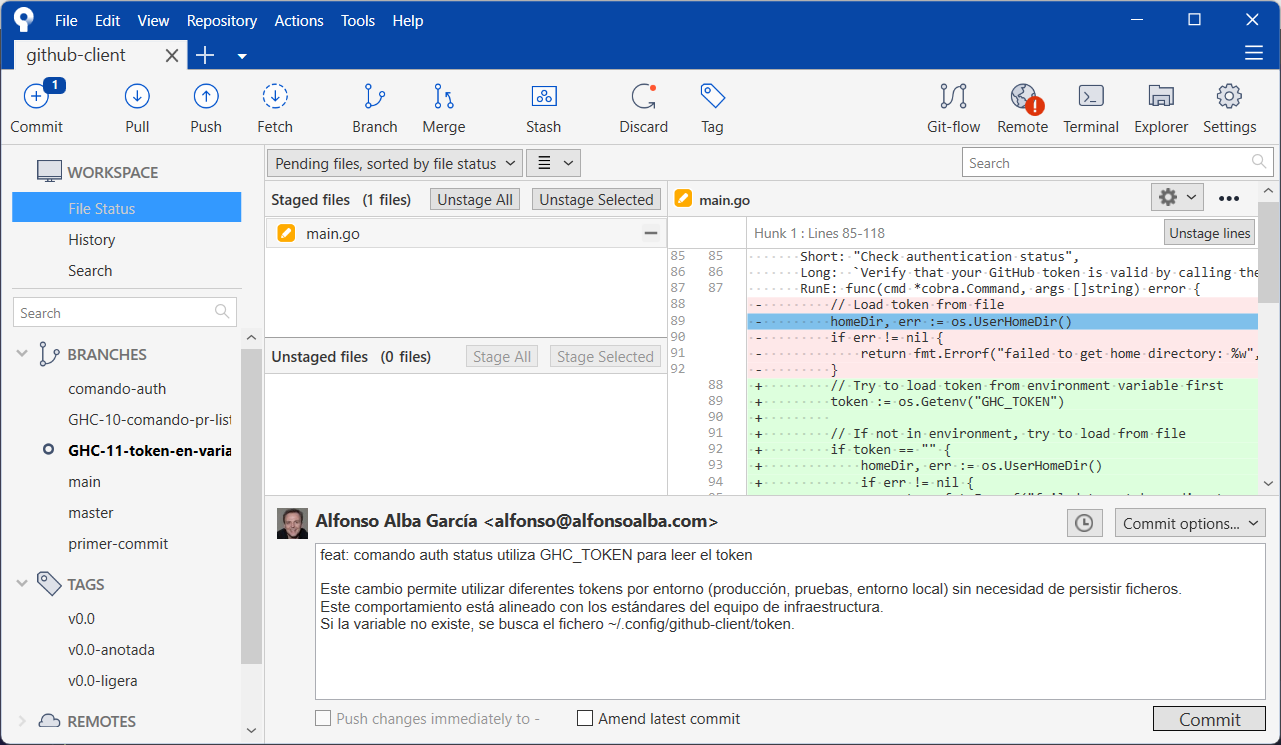 File Edit View Repository Actions Tools Help
github-client
1
Commit Pull Push Fetch Branch Merge Stash Discard Tag Git-flow Remote Terminal Explorer Settings
WORKSPACE
File Status
History
Search
Search
BRANCHES
comando-auth
GHC-10-comando-pr-list
GHC-11-token-en-varia
main
master
primer-commit
TAGS
v0.0
v0.0-anotada
v0.0-ligera
REMOTES
Pending files, sorted by file status
Search
Staged files (1 files) Unstage All Unstage Selected
main.go
Unstaged files (0 files) Stage All Stage Selected
main.go
Hunk 1 : Lines 85-118 Unstage lines
85 85 Short: "Check authentication status",
86 86 Long: `Verify that your GitHub token is valid by calling the
87 87 RunE: func(cmd *cobra.Command, args []string) error {
88 - // Load token from file
89 - homeDir, err := os.UserHomeDir()
90 - if err != nil {
91 - return fmt.Errorf("failed to get home directory: %w",
92 - }
88 + // Try to load token from environment variable first
89 + token := os.Getenv("GHC_TOKEN")
90 +
91 + // If not in environment, try to load from file
92 + if token == "" {
93 + homeDir, err := os.UserHomeDir()
94 + if err != nil {
Alfonso Alba García <alfonso@alfonsoalba.com>
Commit options...
feat: comando auth status utiliza GHC_TOKEN para leer el token
Este cambio permite utilizar diferentes tokens por entorno (producción, pruebas, entorno local) sin necesidad de persistir ficheros.
Este comportamiento está alineado con los estándares del equipo de infraestructura.
Si la variable no existe, se busca el fichero ~/.config/github-client/token.
Push changes immediately to -
Amend latest commit
Commit